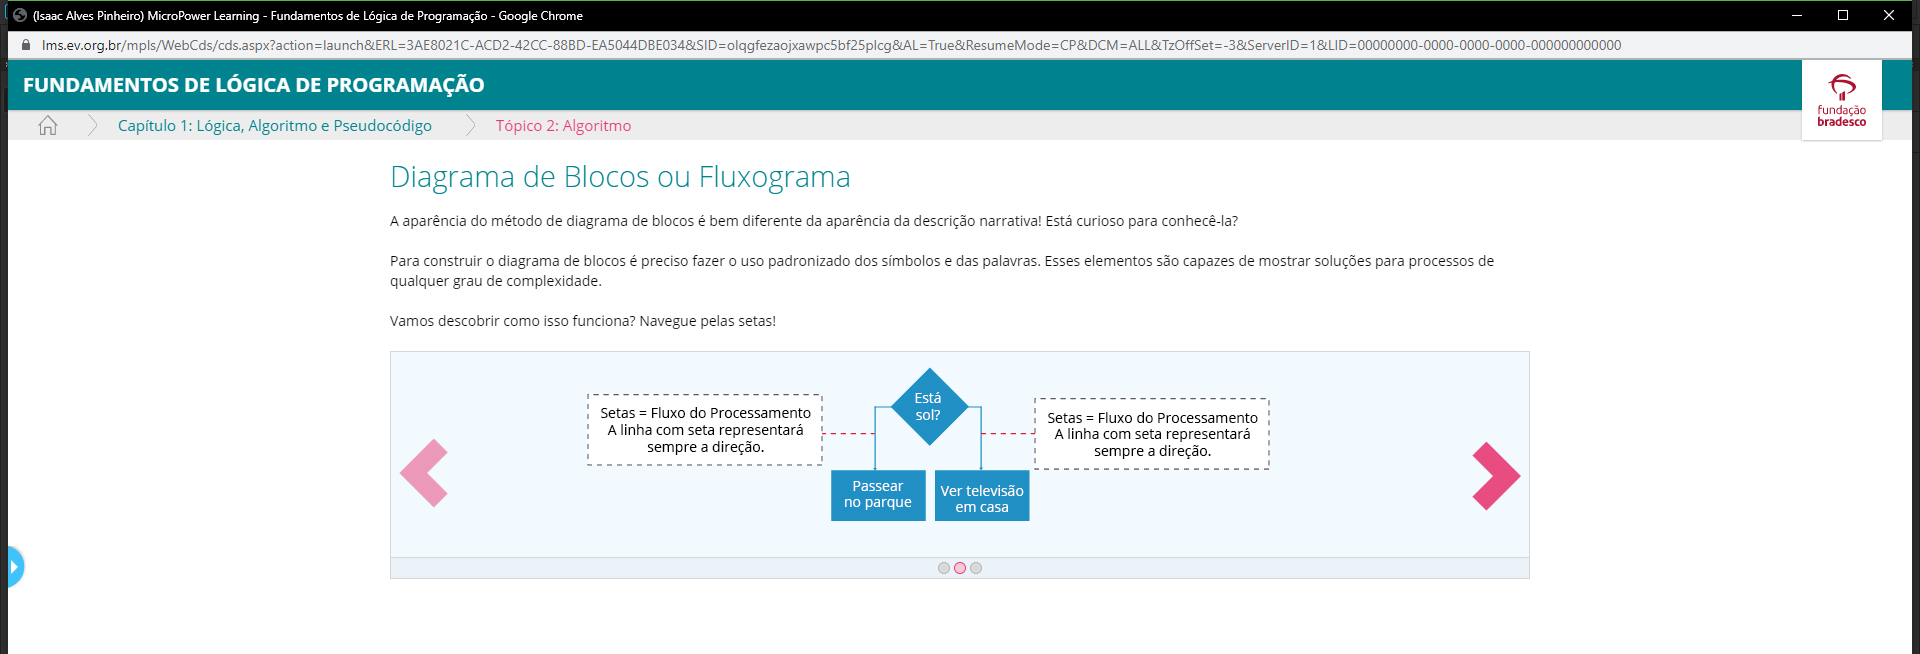 (Isaac Alves Pinheiro) MicroPower Learning - Fundamentos de Lógica de Programação - Google Chrome
lms.ev.org.br/mpls/WebCds/cds.aspx?action=launch&ERL=3AE8021C-ACD2-42CC-88BD-EA5044DBE034&SID=olqgfezaojxawpc5bf25plcg&AL=True&ResumeMode=CP&DCM=ALL&TzOffSet=-3&ServerID=1&LID=00000000-0000-0000-0000-000000000000
FUNDAMENTOS DE LÓGICA DE PROGRAMAÇÃO
fundação
bradesco
Capítulo 1: Lógica, Algoritmo e Pseudocódigo
Tópico 2: Algoritmo
Diagrama de Blocos ou Fluxograma
A aparência do método de diagrama de blocos é bem diferente da aparência da descrição narrativa! Está curioso para conhecê-la?
Para construir o diagrama de blocos é preciso fazer o uso padronizado dos símbolos e das palavras. Esses elementos são capazes de mostrar soluções para processos de
qualquer grau de complexidade.
Vamos descobrir como isso funciona? Navegue pelas setas!
Setas = Fluxo do Processamento
A linha com seta representará
sempre a direção.
Está
sol?
Setas = Fluxo do Processamento
A linha com seta representará
sempre a direção.
Passear
no parque
Ver televisão
em casa